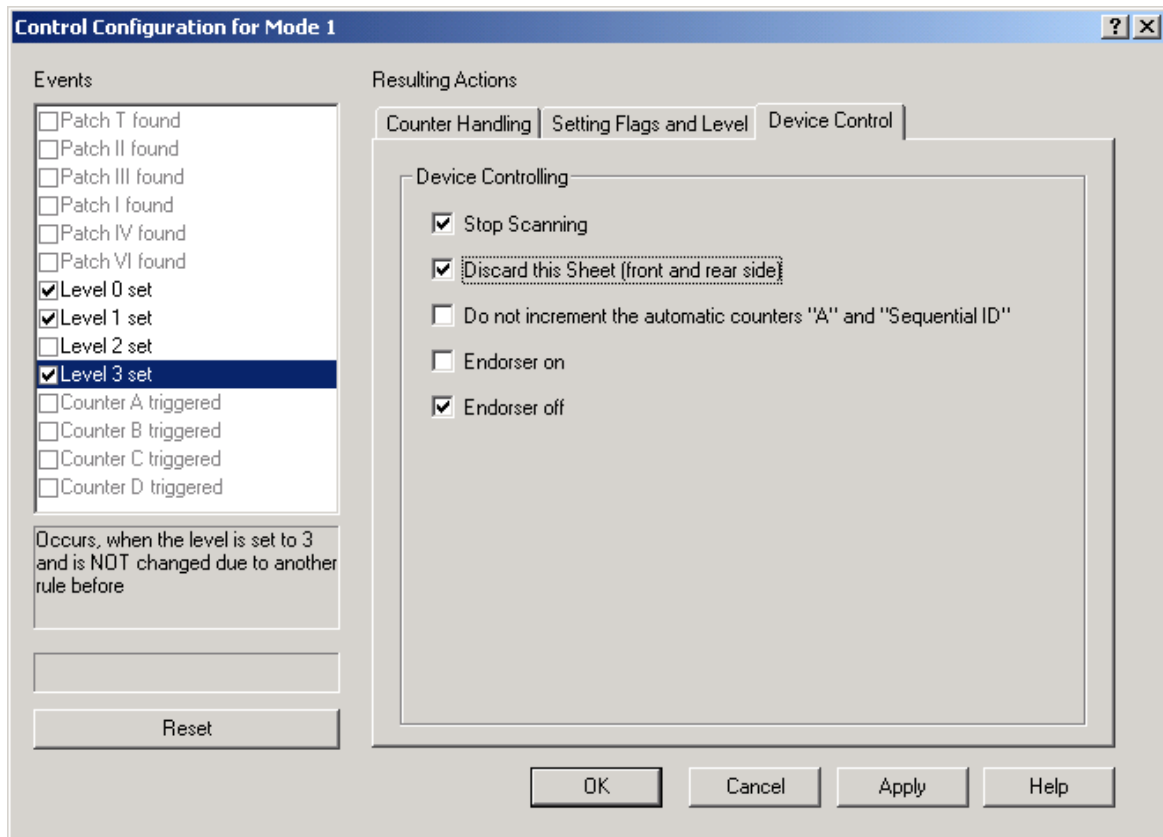 Control Configuration for Mode 1
Events
Patch T found
Patch II found
Patch III found
Patch I found
Patch IV found
Patch VI found
Level 0 set
Level 1 set
Level 2 set
Level 3 set
Counter A triggered
Counter B triggered
Counter C triggered
Counter D triggered
Occurs, when the level is set to 3
and is NOT changed due to another
rule before
Reset
Resulting Actions
Counter Handling
Setting Flags and Level
Device Control
Device Controlling
Stop Scanning
Discard this Sheet (front and rear side)
Do not increment the automatic counters "A" and "Sequential ID"
Endorser on
Endorser off
OK
Cancel
Apply
Help